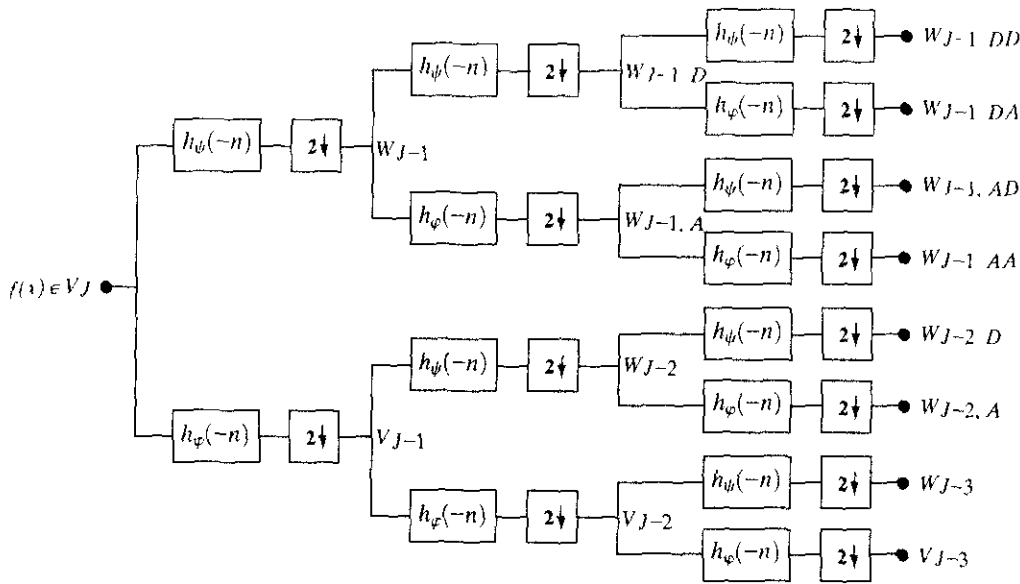 hψ(−n) 2↓ WJ−1, DD
hψ(−n) 2↓ WJ−1, D
hφ(−n) 2↓ WJ−1, DA
hψ(−n) 2↓ WJ−1
hψ(−n) 2↓ WJ−1, AD
hφ(−n) 2↓ WJ−1, A
hφ(−n) 2↓ WJ−1, AA
f(x) ∈ VJ
hψ(−n) 2↓ WJ−2, D
hψ(−n) 2↓ WJ−2
hφ(−n) 2↓ WJ−2, A
hφ(−n) 2↓ VJ−1
hψ(−n) 2↓ WJ−3
hφ(−n) 2↓ VJ−2
hφ(−n) 2↓ VJ−3